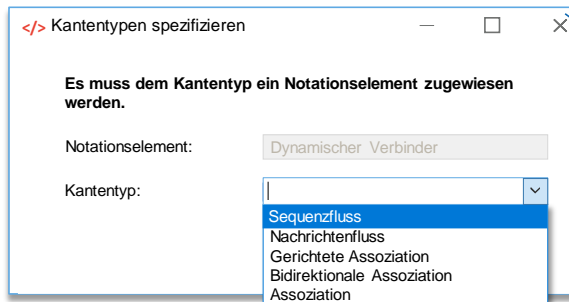 </> Kantentypen spezifizieren
Es muss dem Kantentyp ein Notationselement zugewiesen
werden.
Notationselement: Dynamischer Verbinder
Kantentyp:
Sequenzfluss
Nachrichtenfluss
Gerichtete Assoziation
Bidirektionale Assoziation
Assoziation